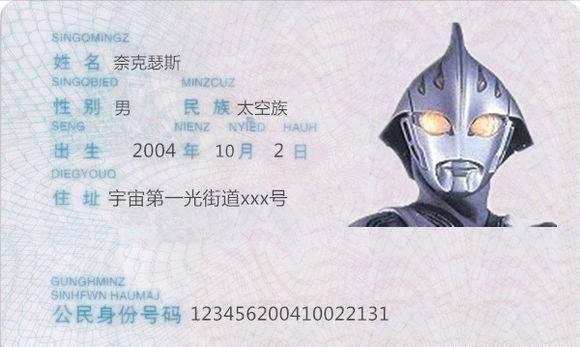 SINGQMINGZ
姓 名 奈克瑟斯
SINGQBIED MINZCUZ
性 别 男 民 族 太空族
SENG NIENZ NYIED HAUH
出 生 2004 年 10 月 2 日
DIEGYOUQ
住 址 宇宙第一光街道xxx号
GUNGHMINZ
SINHFWN HAUMAJ
公民身份号码 123456200410022131